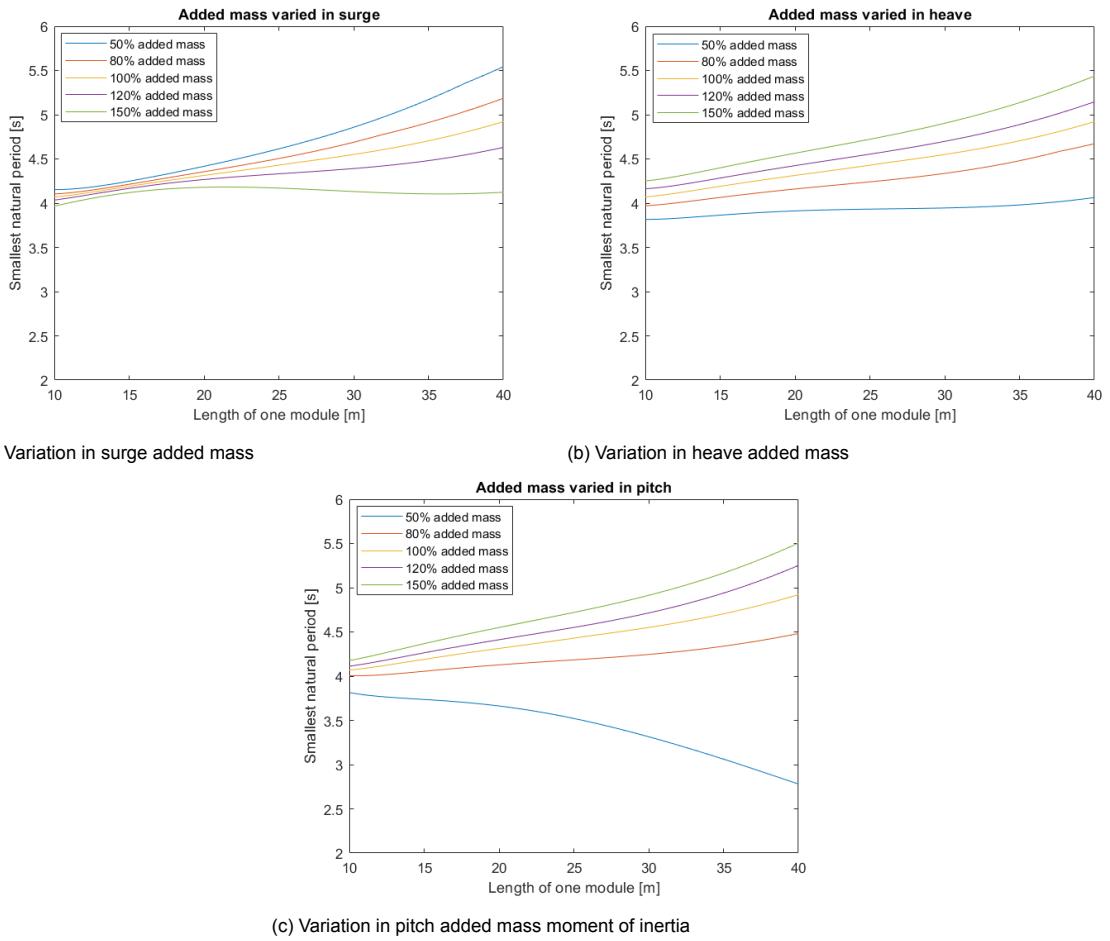 Added mass varied in surge
6
5.5
5
4.5
4
3.5
3
2.5
2
Smallest natural period [s]
50% added mass
80% added mass
100% added mass
120% added mass
150% added mass
10 15 20 25 30 35 40
Length of one module [m]
Variation in surge added mass
Added mass varied in heave
6
5.5
5
4.5
4
3.5
3
2.5
2
Smallest natural period [s]
50% added mass
80% added mass
100% added mass
120% added mass
150% added mass
10 15 20 25 30 35 40
Length of one module [m]
(b) Variation in heave added mass
Added mass varied in pitch
6
5.5
5
4.5
4
3.5
3
2.5
2
Smallest natural period [s]
50% added mass
80% added mass
100% added mass
120% added mass
150% added mass
10 15 20 25 30 35 40
Length of one module [m]
(c) Variation in pitch added mass moment of inertia